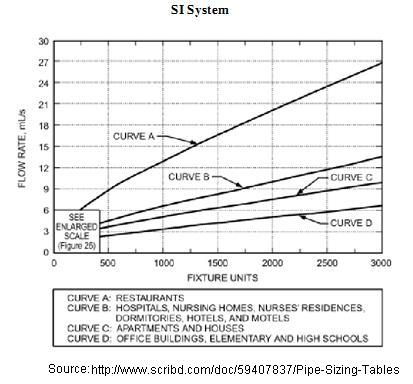 SI System
FLOW RATE, mL/s
30
27
24
21
18
15
12
9
6
3
0
CURVE A
CURVE B
CURVE C
CURVE D
SEE
ENLARGED
SCALE
(Figure 25)
0 500 1000 1500 2000 2500 3000
FIXTURE UNITS
CURVE A: RESTAURANTS
CURVE B: HOSPITALS, NURSING HOMES, NURSES' RESIDENCES,
DORMITORIES, HOTELS, AND MOTELS
CURVE C: APARTMENTS AND HOUSES
CURVE D: OFFICE BUILDINGS, ELEMENTARY AND HIGH SCHOOLS
Source: http://www.scribd.com/doc/59407837/Pipe-Sizing-Tables